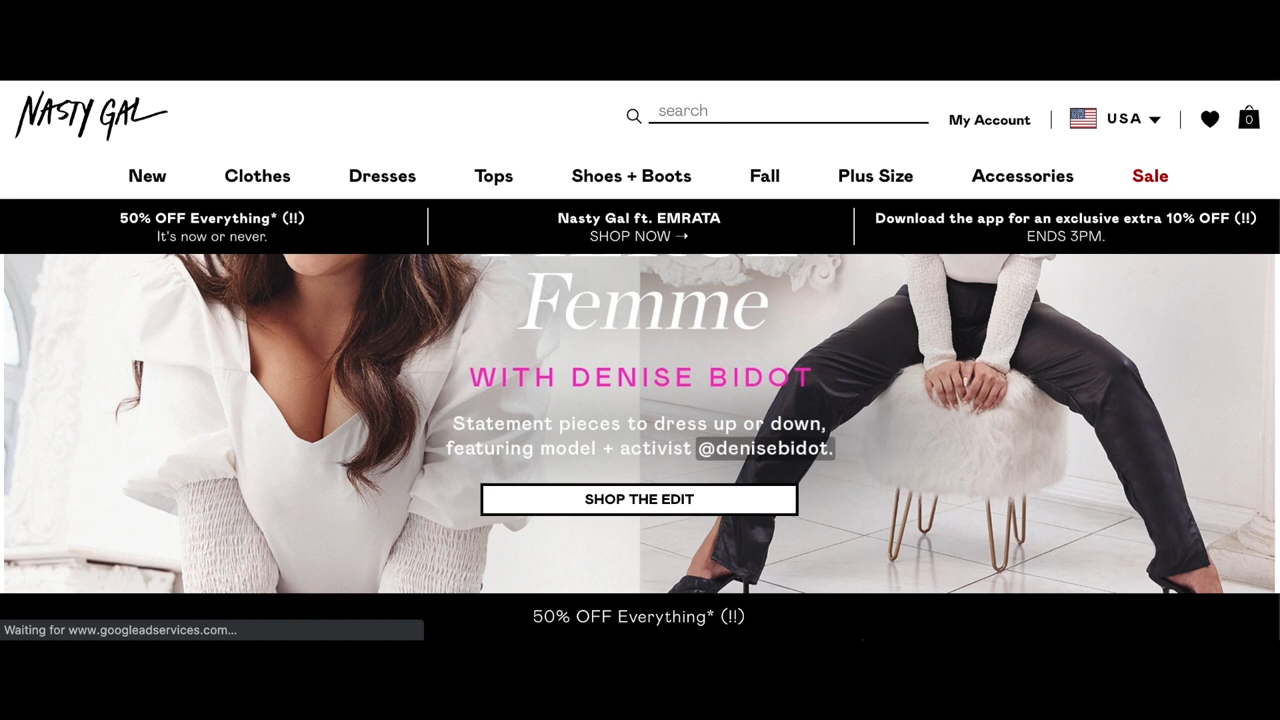 NASTY GAL
search
My Account
USA
0
New Clothes Dresses Tops Shoes + Boots Fall Plus Size Accessories Sale
50% OFF Everything* (!!)
It's now or never.
Nasty Gal ft. EMRATA
SHOP NOW →
Download the app for an exclusive extra 10% OFF (!!)
ENDS 3PM.
Femme
WITH DENISE BIDOT
Statement pieces to dress up or down,
featuring model + activist @denisebidot.
SHOP THE EDIT
50% OFF Everything* (!!)
Waiting for www.googleadservices.com...